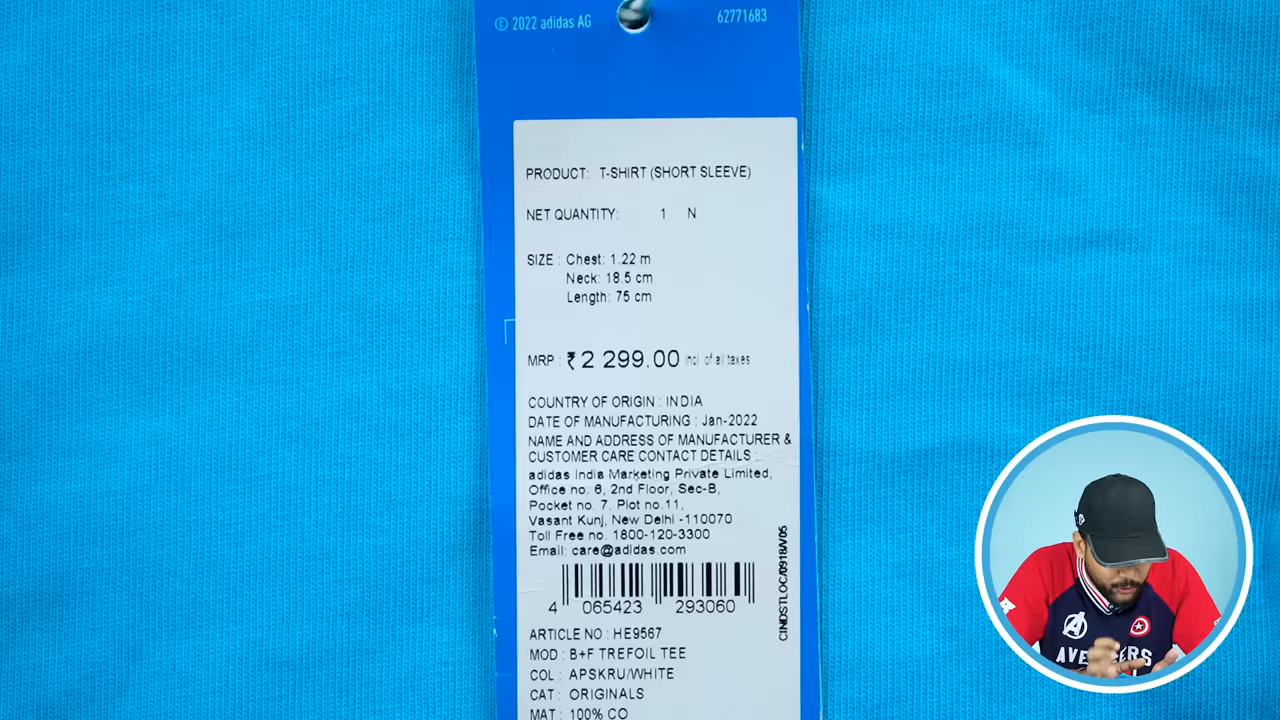 © 2022 adidas AG
62771683
PRODUCT: T-SHIRT (SHORT SLEEVE)
NET QUANTITY: 1 N
SIZE : Chest: 1.22 m
Neck: 18.5 cm
Length: 75 cm
MRP : ₹ 2 299.00 incl of all taxes
COUNTRY OF ORIGIN : INDIA
DATE OF MANUFACTURING : Jan-2022
NAME AND ADDRESS OF MANUFACTURER &
CUSTOMER CARE CONTACT DETAILS :
adidas India Marketing Private Limited,
Office no. 6, 2nd Floor, Sec-B,
Pocket no. 7, Plot no.11,
Vasant Kunj, New Delhi -110070
Toll Free no. 1800-120-3300
Email: care@adidas.com
4 065423 293060
CINDSTLOC/0918/V05
ARTICLE NO : HE9567
MOD : B+F TREFOIL TEE
COL : APSKRU/WHITE
CAT : ORIGINALS
MAT : 100% CO
AVENGERS